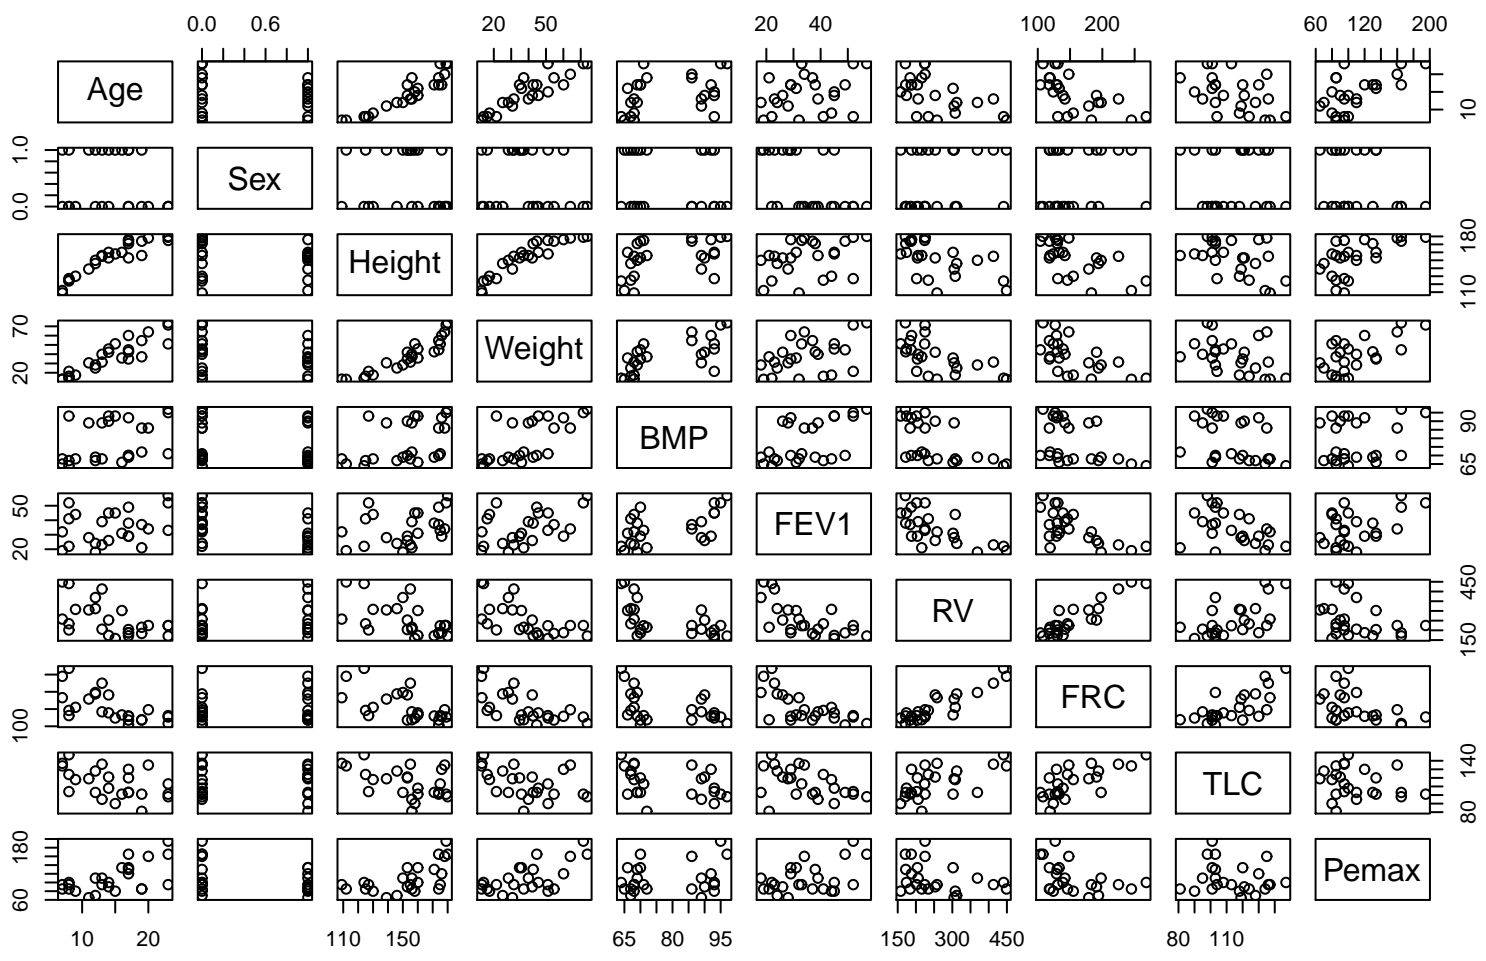 0.0 0.6 20 50 20 40 100 200 60 120 200
Age 10
0.0 1.0 Sex
Height 110 180
20 70 Weight
BMP 65 90
20 50 FEV1
RV 150 450
100 FRC
TLC 80 140
60 180 Pemax
10 20 110 150 65 80 95 150 300 450 80 110